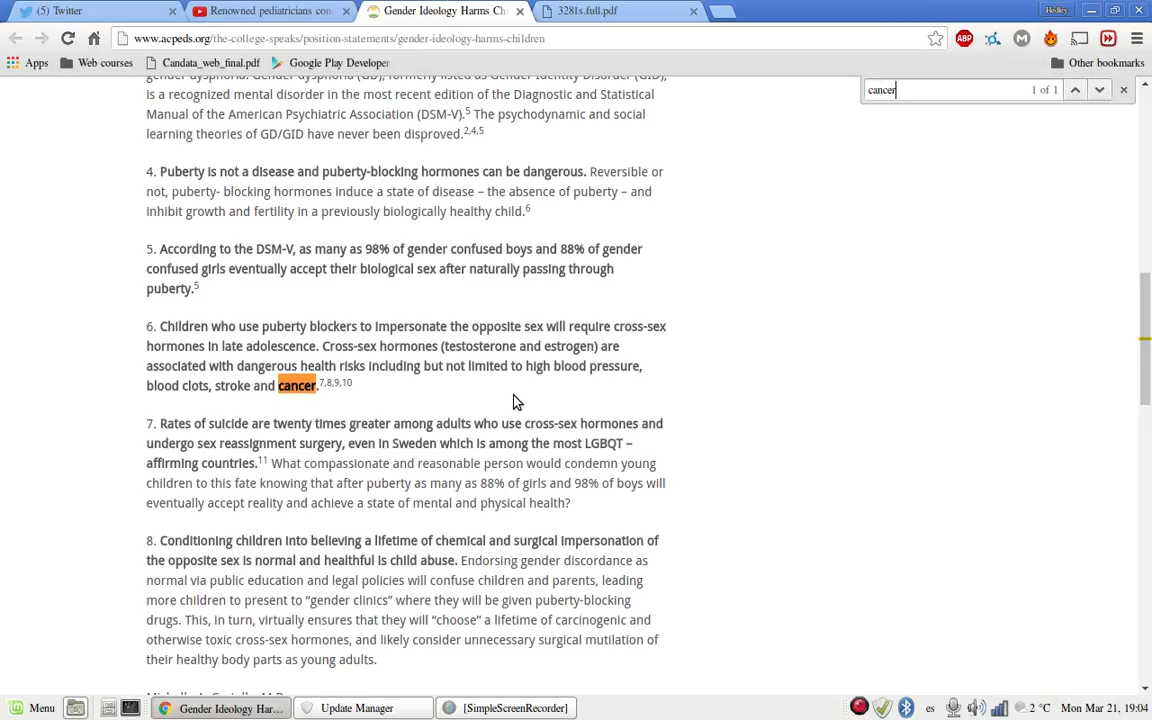 (5) Twitter
Renowned pediatricians con
Gender Ideology Harms Ch
3281s.full.pdf
Hedley
www.acpeds.org/the-college-speaks/position-statements/gender-ideology-harms-children
ABP
Apps
Web courses
Candata_web_final.pdf
Google Play Developer
Other bookmarks
cancer
1 of 1
gender dysphoria. Gender dysphoria (GD), formerly listed as Gender Identity Disorder (GID),
is a recognized mental disorder in the most recent edition of the Diagnostic and Statistical
Manual of the American Psychiatric Association (DSM-V).5 The psychodynamic and social
learning theories of GD/GID have never been disproved.2,4,5
4. Puberty is not a disease and puberty-blocking hormones can be dangerous. Reversible or
not, puberty- blocking hormones induce a state of disease – the absence of puberty – and
inhibit growth and fertility in a previously biologically healthy child.6
5. According to the DSM-V, as many as 98% of gender confused boys and 88% of gender
confused girls eventually accept their biological sex after naturally passing through
puberty.5
6. Children who use puberty blockers to impersonate the opposite sex will require cross-sex
hormones in late adolescence. Cross-sex hormones (testosterone and estrogen) are
associated with dangerous health risks including but not limited to high blood pressure,
blood clots, stroke and cancer.7,8,9,10
7. Rates of suicide are twenty times greater among adults who use cross-sex hormones and
undergo sex reassignment surgery, even in Sweden which is among the most LGBQT –
affirming countries.11 What compassionate and reasonable person would condemn young
children to this fate knowing that after puberty as many as 88% of girls and 98% of boys will
eventually accept reality and achieve a state of mental and physical health?
8. Conditioning children into believing a lifetime of chemical and surgical impersonation of
the opposite sex is normal and healthful is child abuse. Endorsing gender discordance as
normal via public education and legal policies will confuse children and parents, leading
more children to present to “gender clinics” where they will be given puberty-blocking
drugs. This, in turn, virtually ensures that they will “choose” a lifetime of carcinogenic and
otherwise toxic cross-sex hormones, and likely consider unnecessary surgical mutilation of
their healthy body parts as young adults.
Menu
Gender Ideology Har...
Update Manager
[SimpleScreenRecorder]
es
2 °C
Mon Mar 21, 19:04